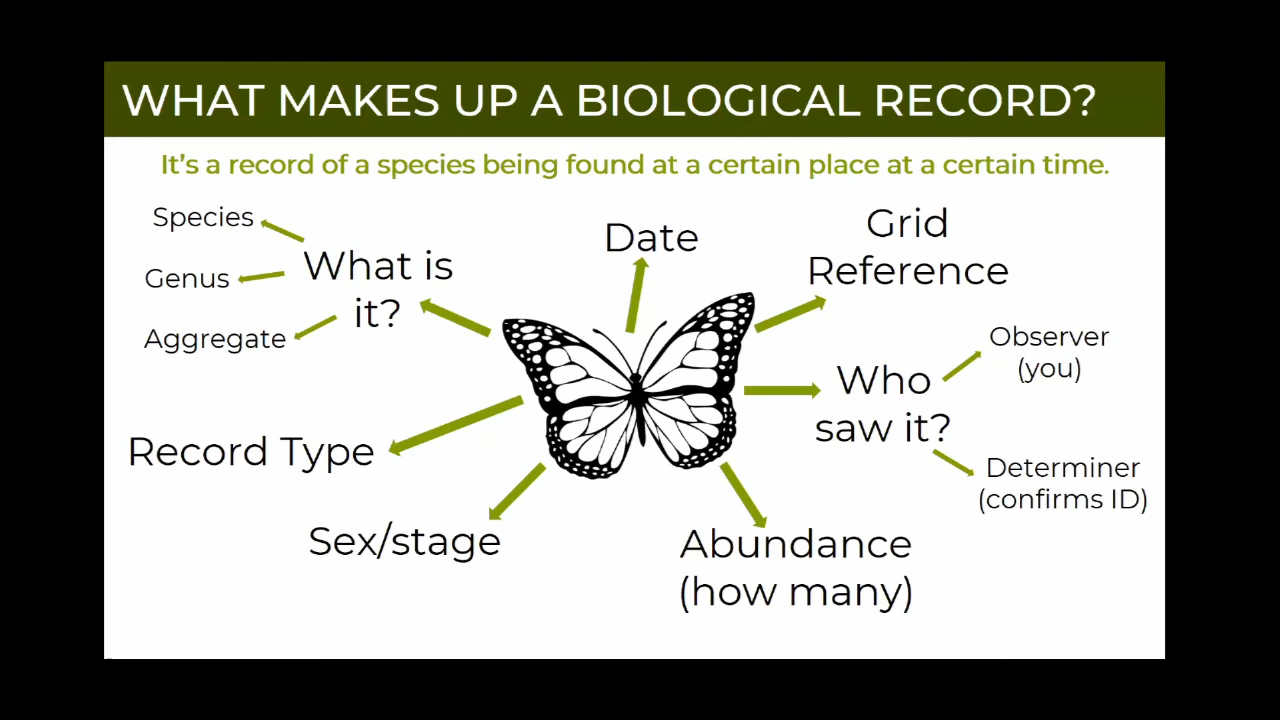 WHAT MAKES UP A BIOLOGICAL RECORD?
It's a record of a species being found at a certain place at a certain time.
Species
Genus
Aggregate
What is
it?
Date
Grid
Reference
Observer
(you)
Who
saw it?
Determiner
(confirms ID)
Record Type
Sex/stage
Abundance
(how many)